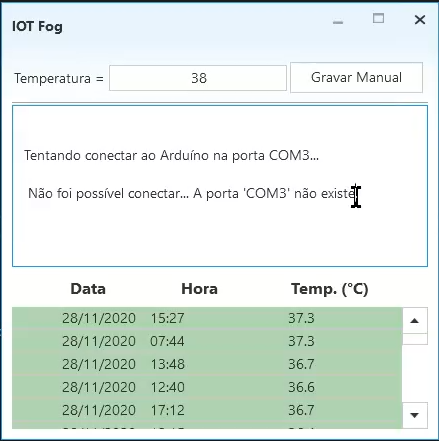 IOT Fog
Temperatura = 38 Gravar Manual
Tentando conectar ao Arduíno na porta COM3...
Não foi possível conectar... A porta 'COM3' não existe
Data Hora Temp. (°C)
28/11/2020 15:27 37.3
28/11/2020 07:44 37.3
28/11/2020 13:48 36.7
28/11/2020 12:40 36.6
28/11/2020 17:12 36.7